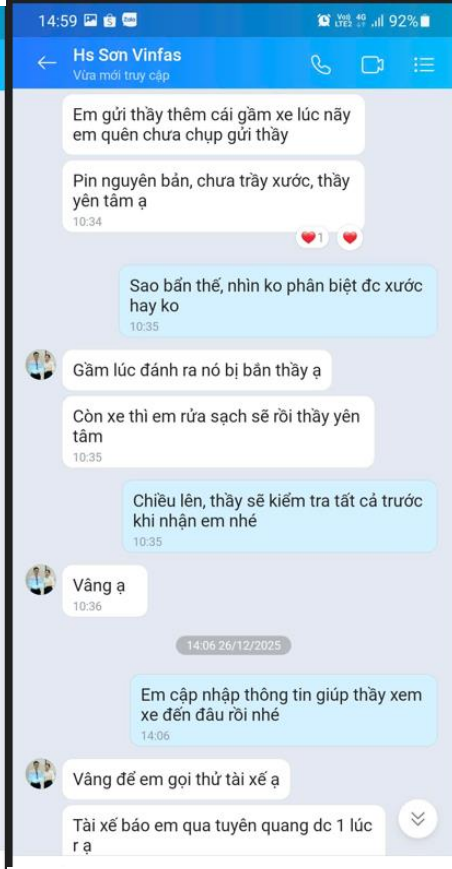 14:59
Zalo
Vo)) 4G
LTE2
92%
Hs Sơn Vinfas
Vừa mới truy cập
Em gửi thầy thêm cái gầm xe lúc nãy
em quên chưa chụp gửi thầy
Pin nguyên bản, chưa trầy xước, thầy
yên tâm ạ
10:34
1
Sao bẩn thế, nhìn ko phân biệt đc xước
hay ko
10:35
Gầm lúc đánh ra nó bị bắn thầy ạ
Còn xe thì em rửa sạch sẽ rồi thầy yên
tâm
10:35
Chiều lên, thầy sẽ kiểm tra tất cả trước
khi nhận em nhé
10:35
Vâng ạ
10:36
14:06 26/12/2025
Em cập nhập thông tin giúp thầy xem
xe đến đâu rồi nhé
14:06
Vâng để em gọi thử tài xế ạ
Tài xế báo em qua tuyên quang dc 1 lúc
r ạ